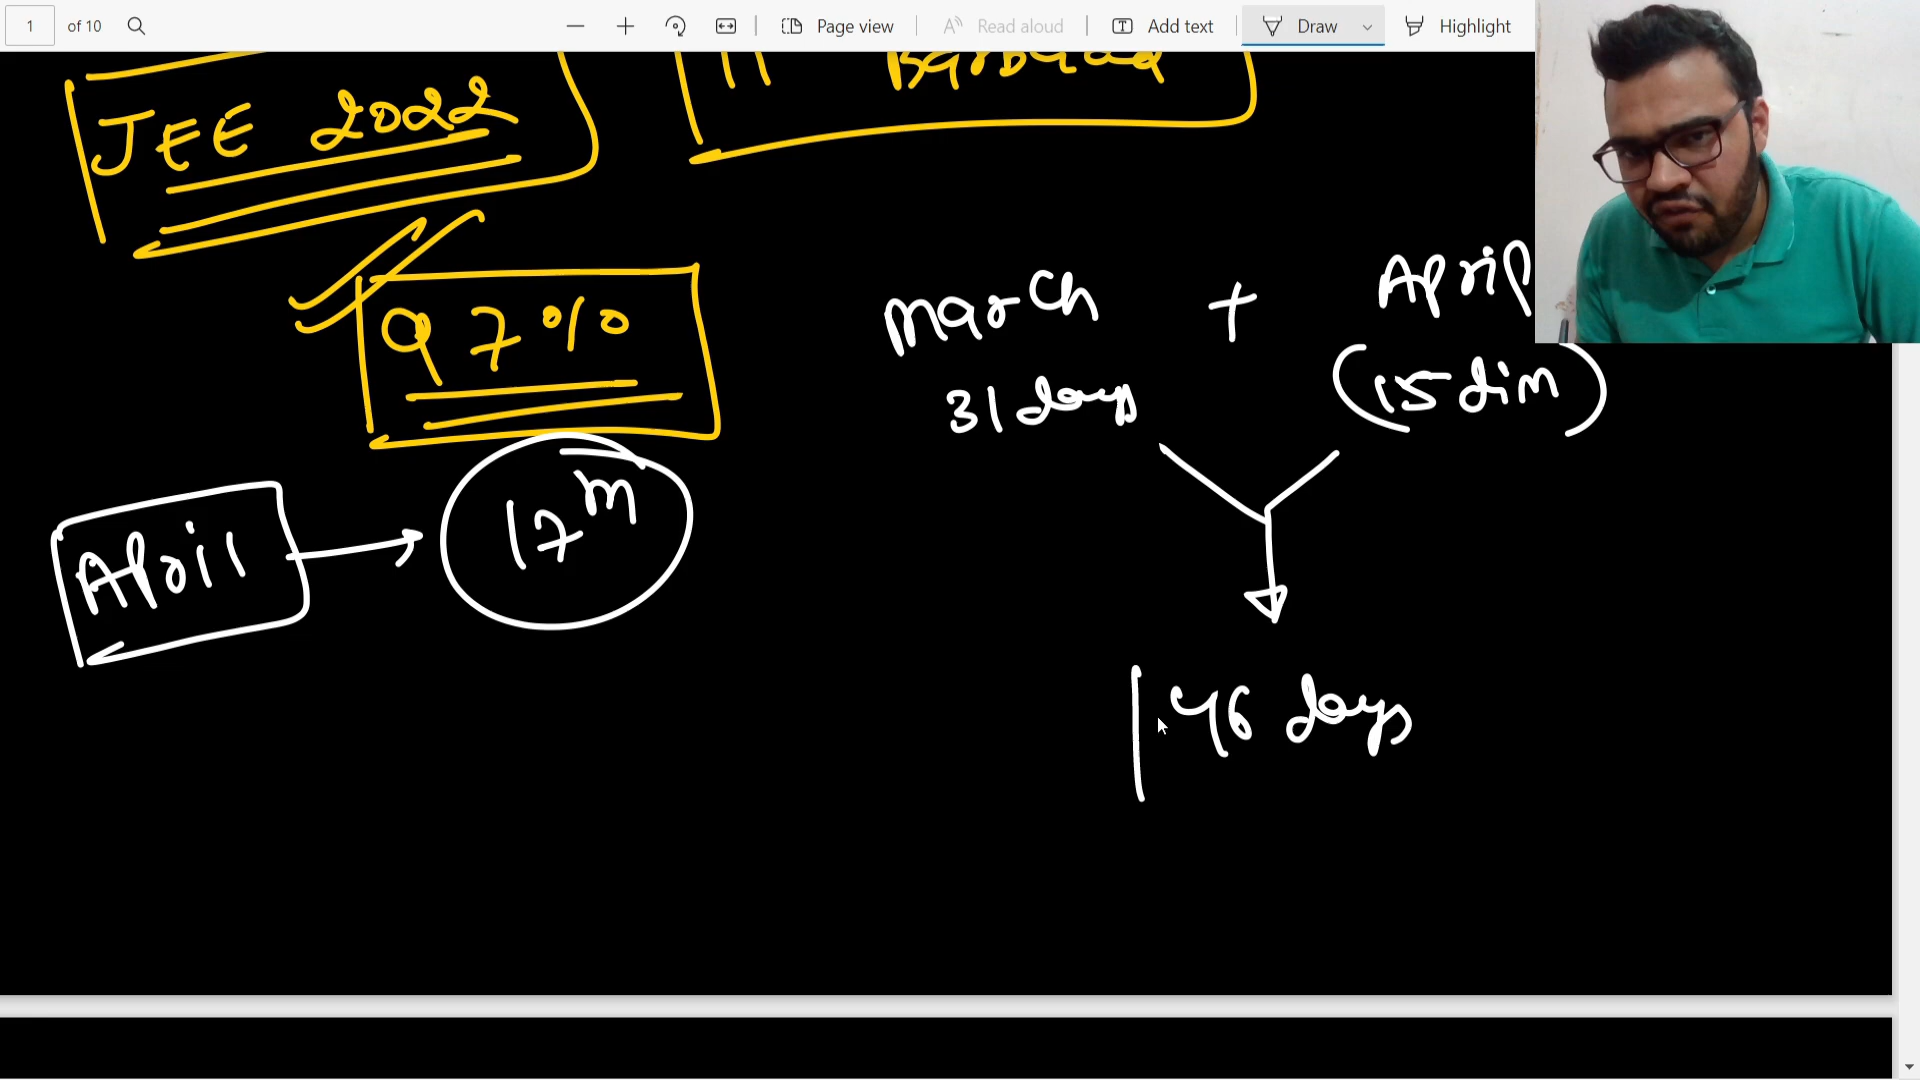 1 of 10 Page view Read aloud Add text Draw Highlight
JEE 2022
97%
March + April
31 days (15 din)
April → 17m
46 days